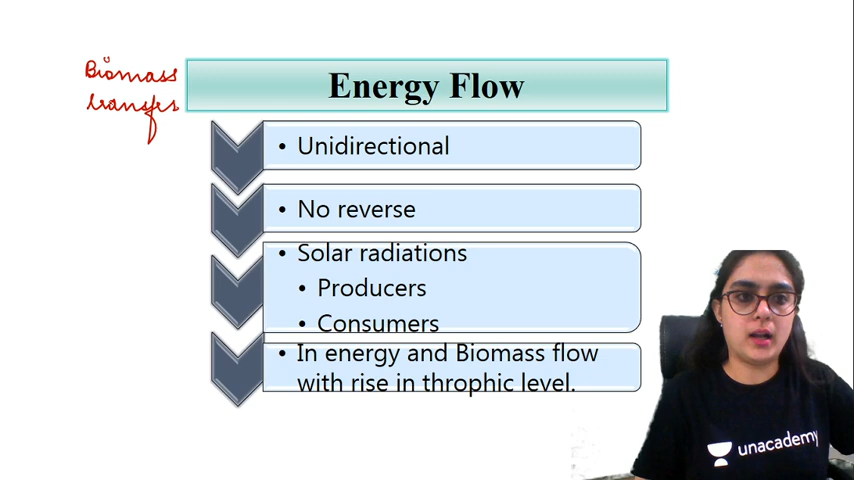 Biomass
transfer
Energy Flow
• Unidirectional
• No reverse
• Solar radiations
• Producers
• Consumers
• In energy and Biomass flow
with rise in throphic level.
unacademy